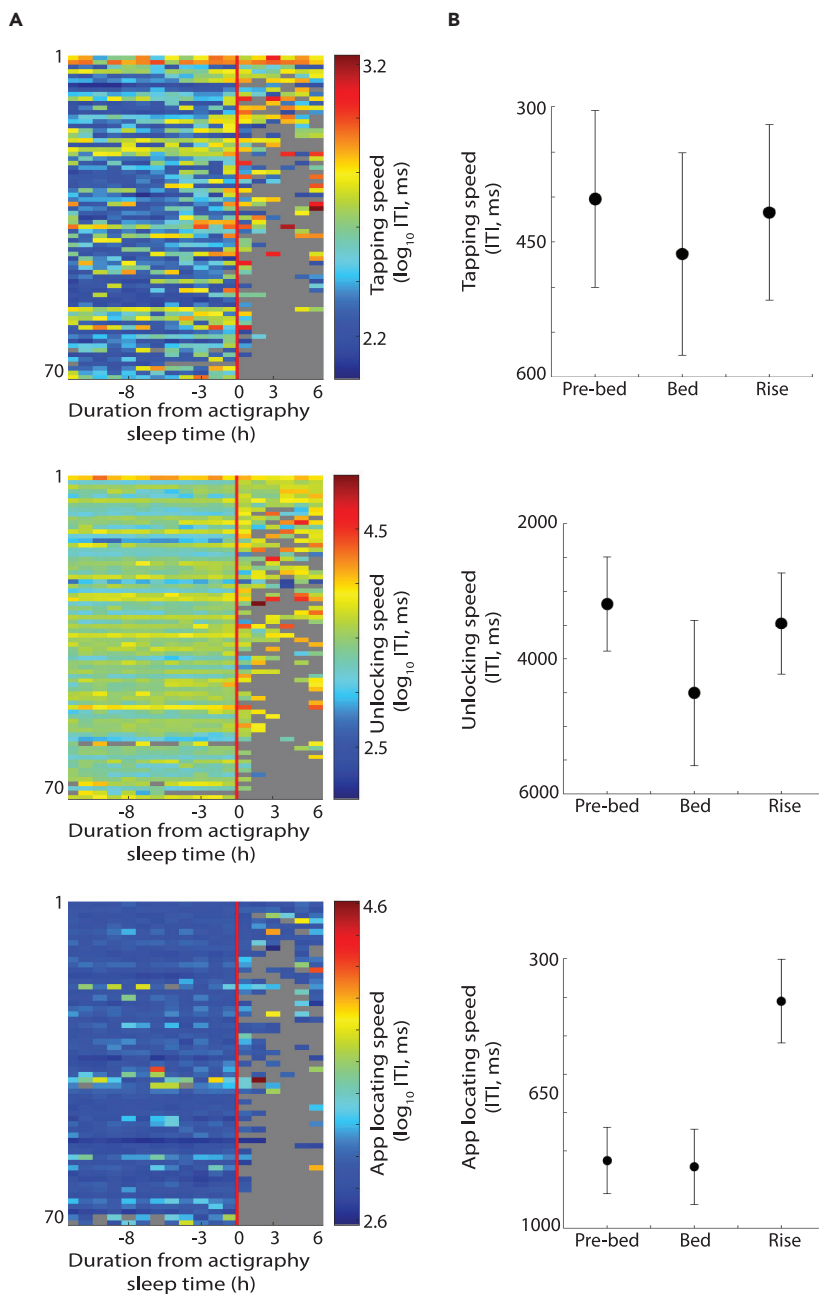 A
B
1
70
-8
-3
0
3
6
Duration from actigraphy
sleep time (h)
3.2
2.2
Tapping speed
(log₁₀ ITI, ms)
300
450
600
Tapping speed
(ITI, ms)
Pre-bed
Bed
Rise
1
70
-8
-3
0
3
6
Duration from actigraphy
sleep time (h)
4.5
2.5
Unlocking speed
(log₁₀ ITI, ms)
2000
4000
6000
Unlocking speed
(ITI, ms)
Pre-bed
Bed
Rise
1
70
-8
-3
0
3
6
Duration from actigraphy
sleep time (h)
4.6
2.6
App locating speed
(log₁₀ ITI, ms)
300
650
1000
App locating speed
(ITI, ms)
Pre-bed
Bed
Rise